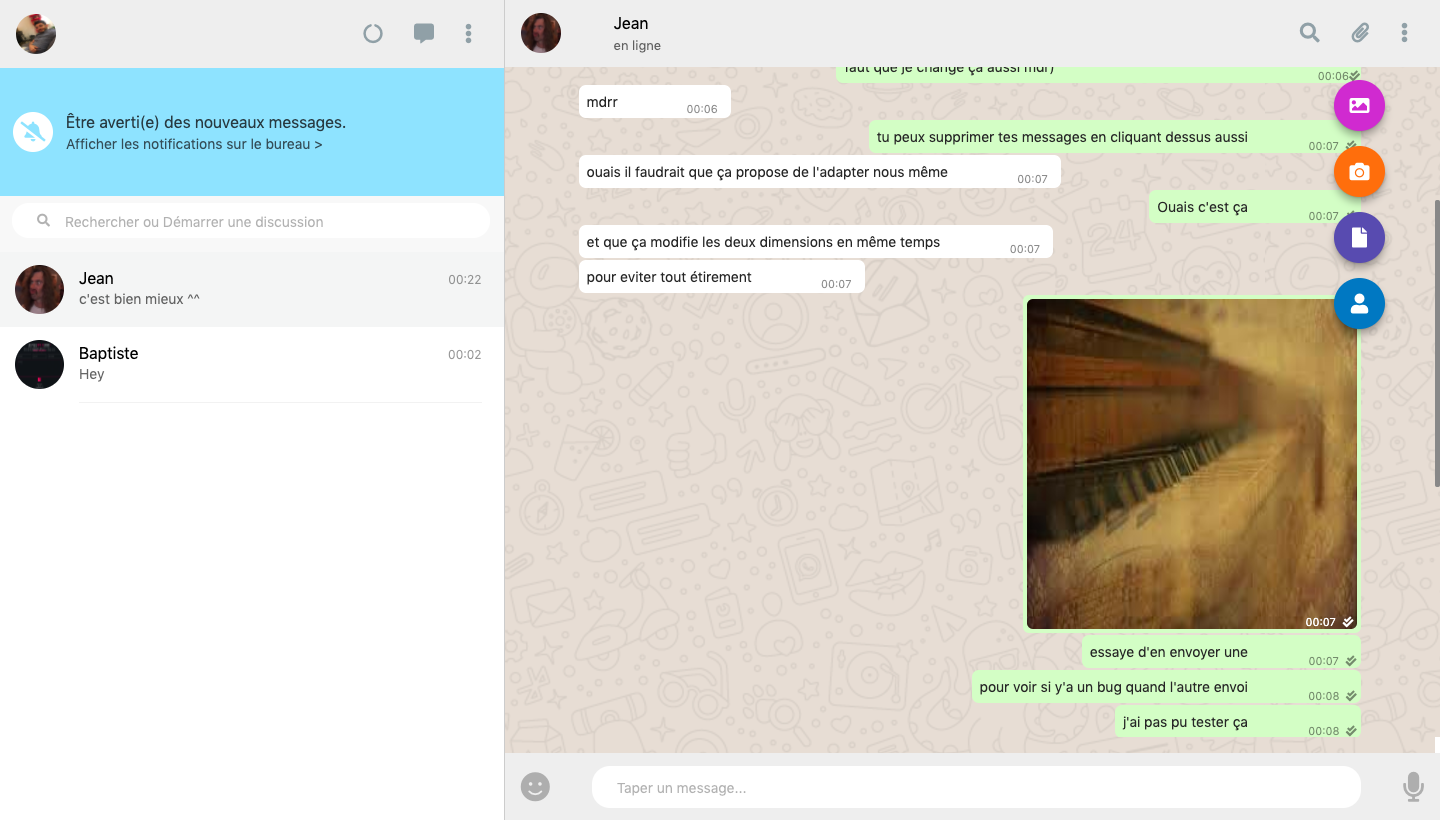 Jean
en ligne
Être averti(e) des nouveaux messages.
Afficher les notifications sur le bureau >
Rechercher ou Démarrer une discussion
Jean
00:22
c'est bien mieux ^^
Baptiste
00:02
Hey
faut que je change ça aussi mdr)
00:06
mdrr
00:06
tu peux supprimer tes messages en cliquant dessus aussi
00:07
ouais il faudrait que ça propose de l'adapter nous même
00:07
Ouais c'est ça
00:07
et que ça modifie les deux dimensions en même temps
00:07
pour eviter tout étirement
00:07
00:07
essaye d'en envoyer une
00:07
pour voir si y'a un bug quand l'autre envoi
00:08
j'ai pas pu tester ça
00:08
Taper un message...